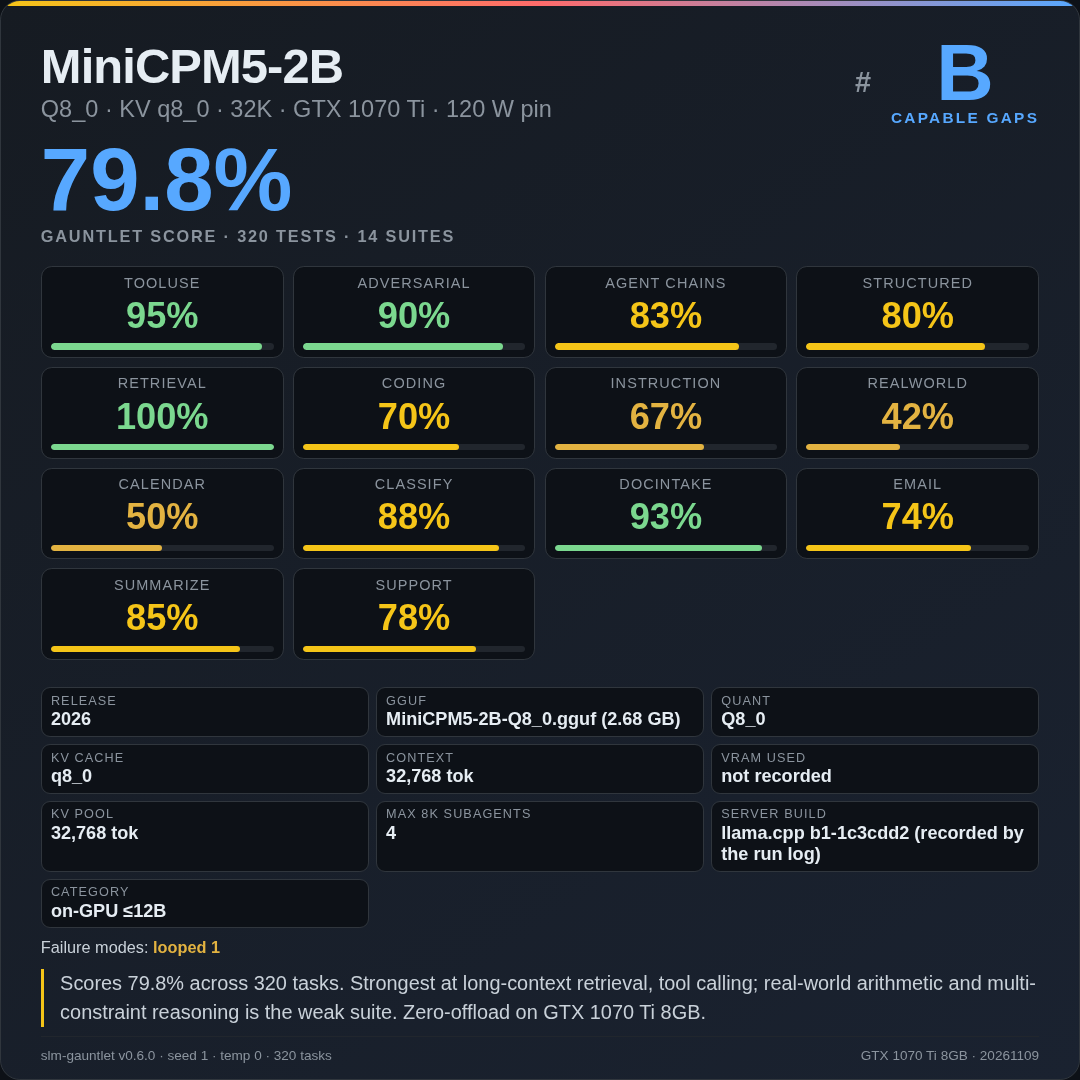 MiniCPM5-2B
Q8_0 · KV q8_0 · 32K · GTX 1070 Ti · 120 W pin
#
B
CAPABLE GAPS
79.8%
GAUNTLET SCORE · 320 TESTS · 14 SUITES
TOOLUSE
95%
ADVERSARIAL
90%
AGENT CHAINS
83%
STRUCTURED
80%
RETRIEVAL
100%
CODING
70%
INSTRUCTION
67%
REALWORLD
42%
CALENDAR
50%
CLASSIFY
88%
DOCINTAKE
93%
EMAIL
74%
SUMMARIZE
85%
SUPPORT
78%
RELEASE
2026
GGUF
MiniCPM5-2B-Q8_0.gguf (2.68 GB)
QUANT
Q8_0
KV CACHE
q8_0
CONTEXT
32,768 tok
VRAM USED
not recorded
KV POOL
32,768 tok
MAX 8K SUBAGENTS
4
SERVER BUILD
llama.cpp b1-1c3cdd2 (recorded by
the run log)
CATEGORY
on-GPU ≤12B
Failure modes: looped 1
Scores 79.8% across 320 tasks. Strongest at long-context retrieval, tool calling; real-world arithmetic and multi-
constraint reasoning is the weak suite. Zero-offload on GTX 1070 Ti 8GB.
slm-gauntlet v0.6.0 · seed 1 · temp 0 · 320 tasks
GTX 1070 Ti 8GB · 20261109